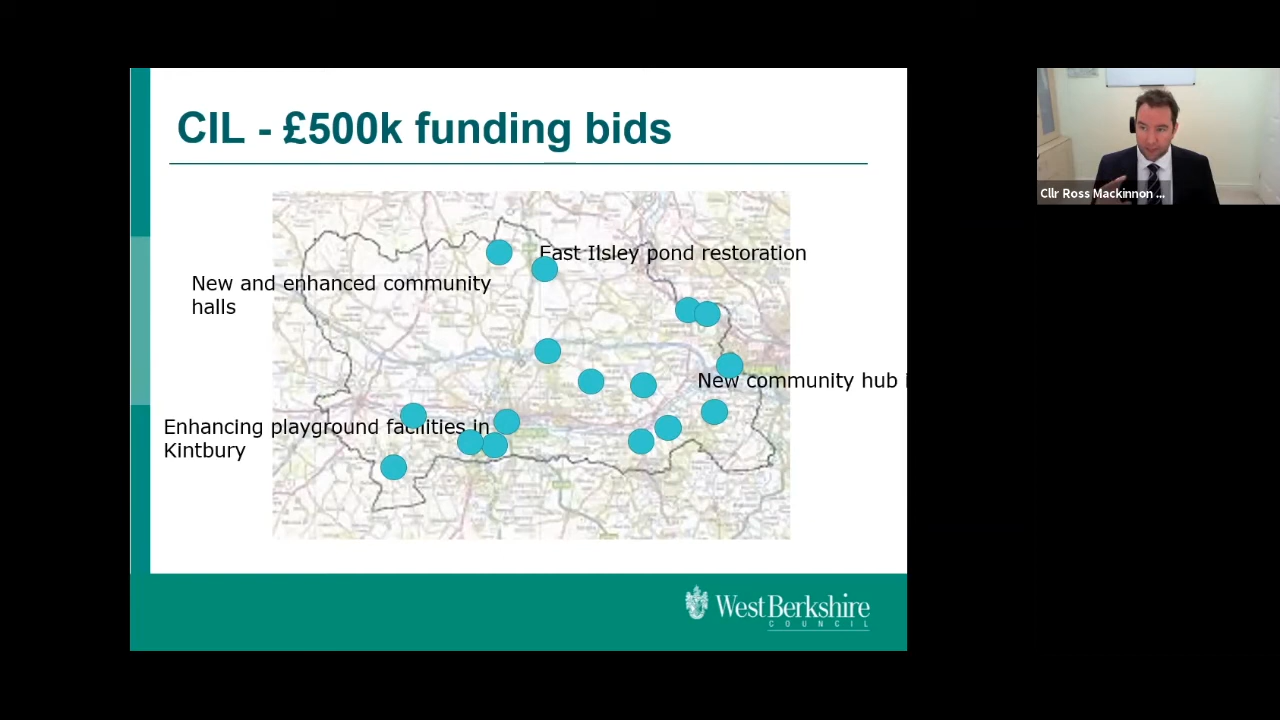 CIL - £500k funding bids
East Ilsley pond restoration
New and enhanced community
halls
New community hub
Enhancing playground facilities in
Kintbury
West Berkshire
COUNCIL
Cllr Ross Mackinnon ...